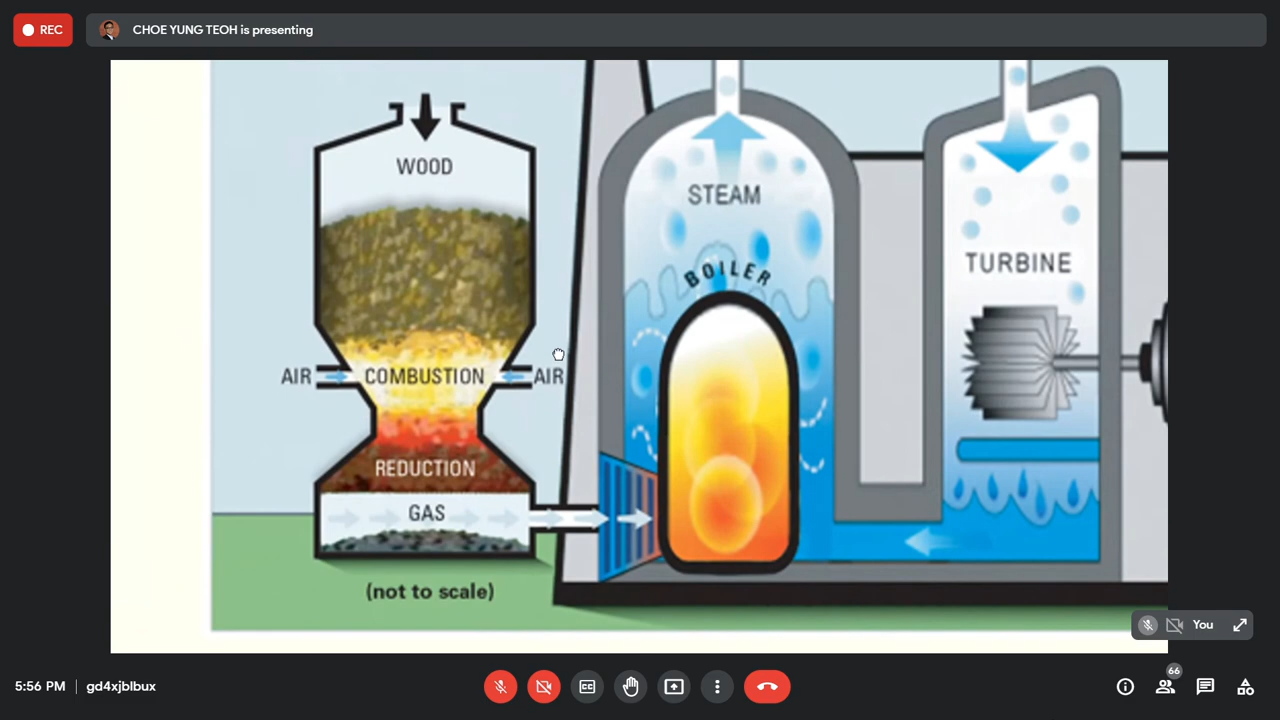 REC
CHOE YUNG TEOH is presenting
WOOD
STEAM
BOILER
TURBINE
AIR
COMBUSTION
AIR
REDUCTION
GAS
(not to scale)
You
66
5:56 PM
gd4xjblbux